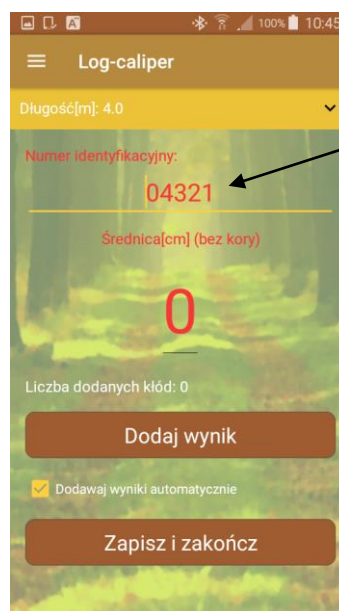 100% 10:45
Log-caliper
Długość[m]: 4.0
Numer identyfikacyjny:
04321
Średnica[cm] (bez kory)
0
Liczba dodanych kłód: 0
Dodaj wynik
Dodawaj wyniki automatycznie
Zapisz i zakończ